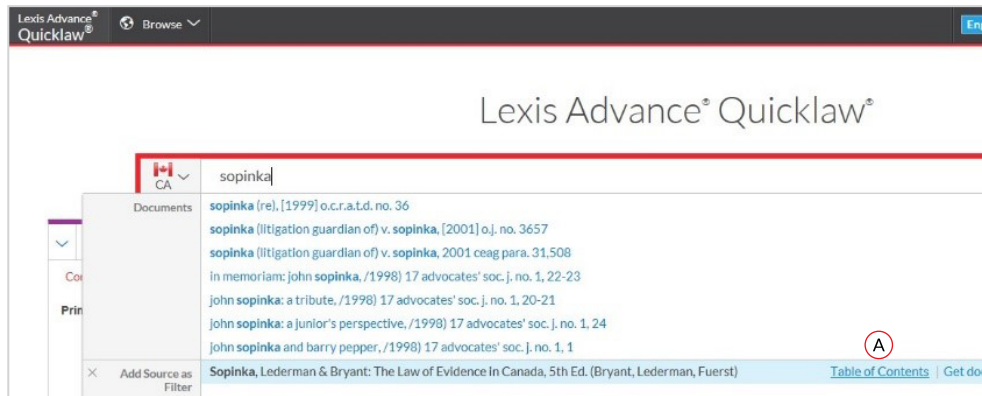 Lexis Advance®
Quicklaw®
Browse
En
Lexis Advance® Quicklaw®
CA
sopinka
Documents
sopinka (re), [1999] o.c.r.a.t.d. no. 36
sopinka (litigation guardian of) v. sopinka, [2001] o.j. no. 3657
sopinka (litigation guardian of) v. sopinka, 2001 ceag para. 31,508
in memoriam: john sopinka, /1998) 17 advocates' soc. j. no. 1, 22-23
john sopinka: a tribute, /1998) 17 advocates' soc. j. no. 1, 20-21
john sopinka: a junior's perspective, /1998) 17 advocates' soc. j. no. 1, 24
john sopinka and barry pepper, /1998) 17 advocates' soc. j. no. 1, 1
Co
Prin
A
Add Source as
Filter
Sopinka, Lederman & Bryant: The Law of Evidence in Canada, 5th Ed. (Bryant, Lederman, Fuerst)
Table of Contents | Get do